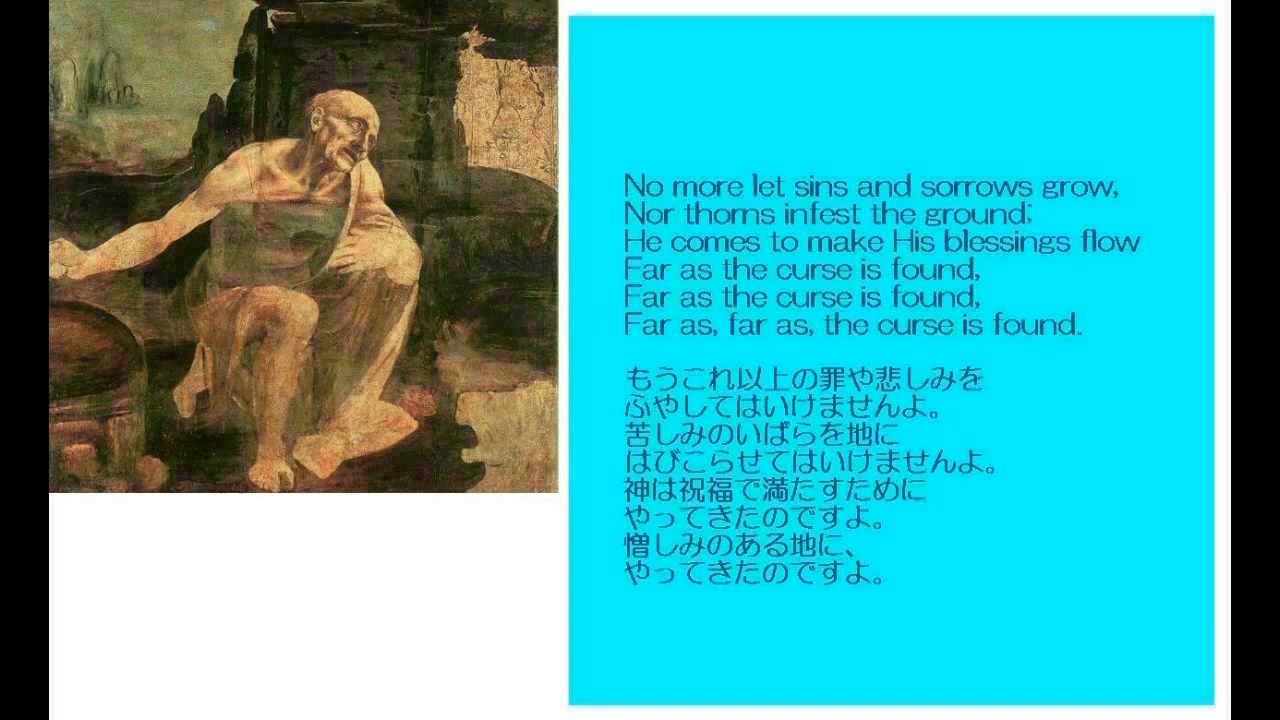 No more let sins and sorrows grow,
Nor thorns infest the ground;
He comes to make His blessings flow
Far as the curse is found,
Far as the curse is found,
Far as, far as, the curse is found.
もうこれ以上の罪や悲しみを
ふやしてはいけませんよ。
苦しみのいばらを地に
はびこらせてはいけませんよ。
神は祝福で満たすために
やってきたのですよ。
憎しみのある地に、
やってきたのですよ。